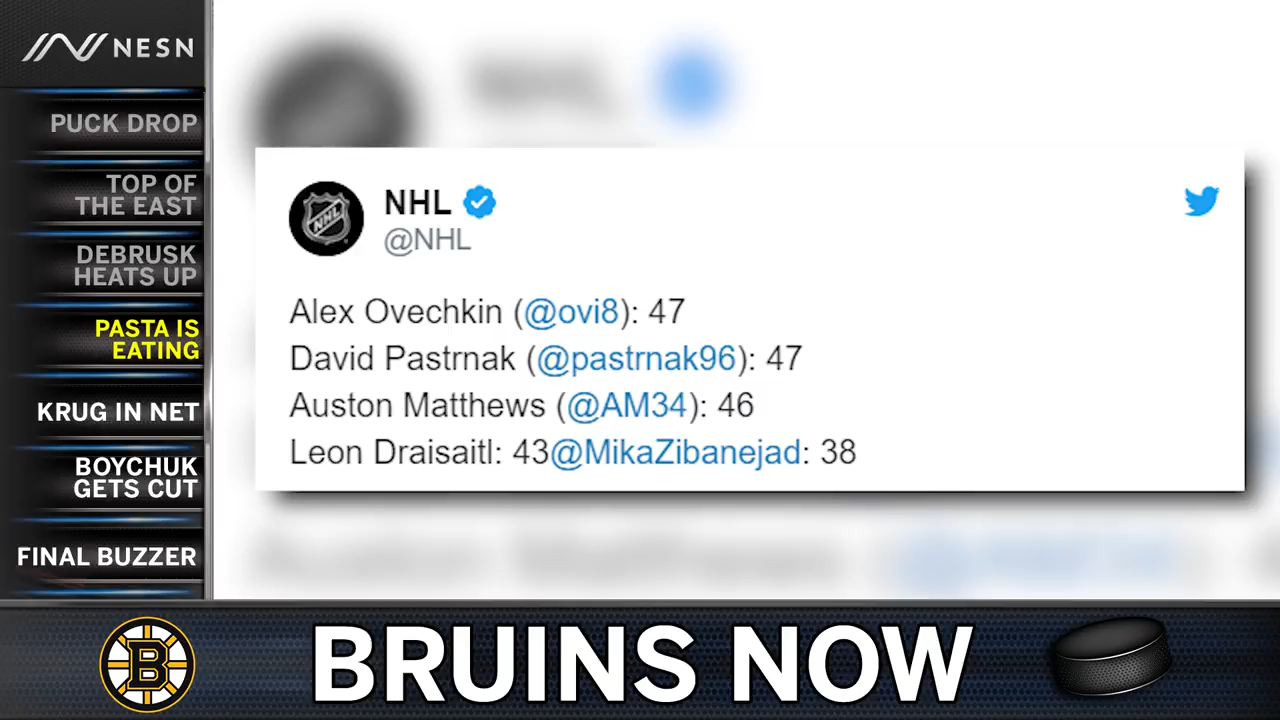 NESN
PUCK DROP
TOP OF
THE EAST
DEBRUSK
HEATS UP
PASTA IS
EATING
KRUG IN NET
BOYCHUK
GETS CUT
FINAL BUZZER
NHL
NHL
@NHL
Alex Ovechkin (@ovi8): 47
David Pastrnak (@pastrnak96): 47
Auston Matthews (@AM34): 46
Leon Draisaitl: 43@MikaZibanejad: 38
B
BRUINS NOW